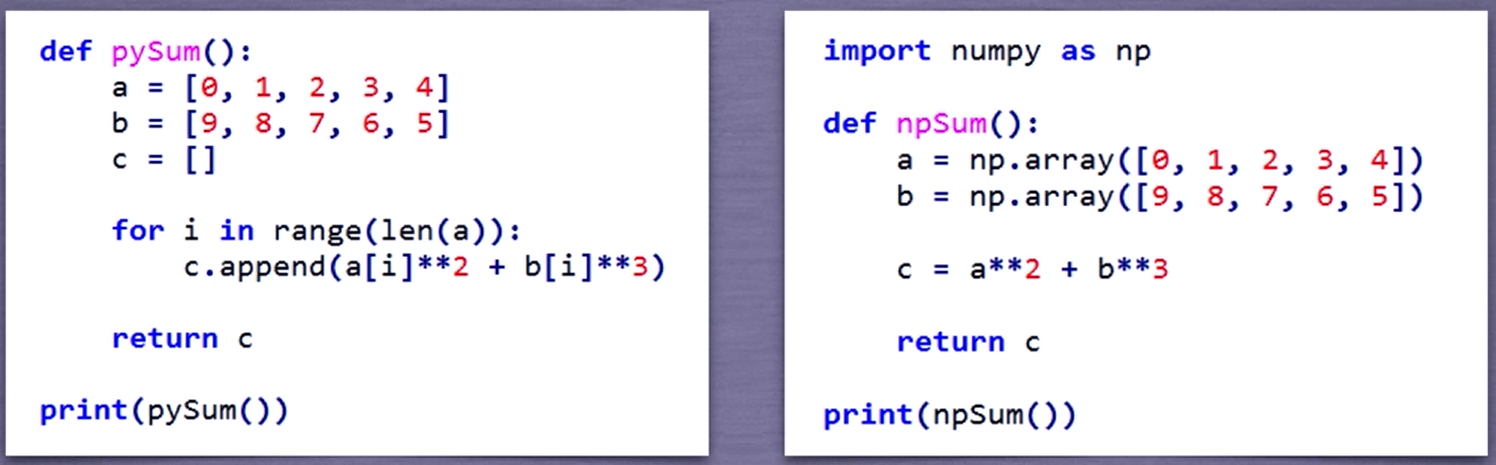 def pySum():
    a = [0, 1, 2, 3, 4]
    b = [9, 8, 7, 6, 5]
    c = []

    for i in range(len(a)):
        c.append(a[i]**2 + b[i]**3)

    return c

print(pySum())

import numpy as np

def npSum():
    a = np.array([0, 1, 2, 3, 4])
    b = np.array([9, 8, 7, 6, 5])

    c = a**2 + b**3

    return c

print(npSum())